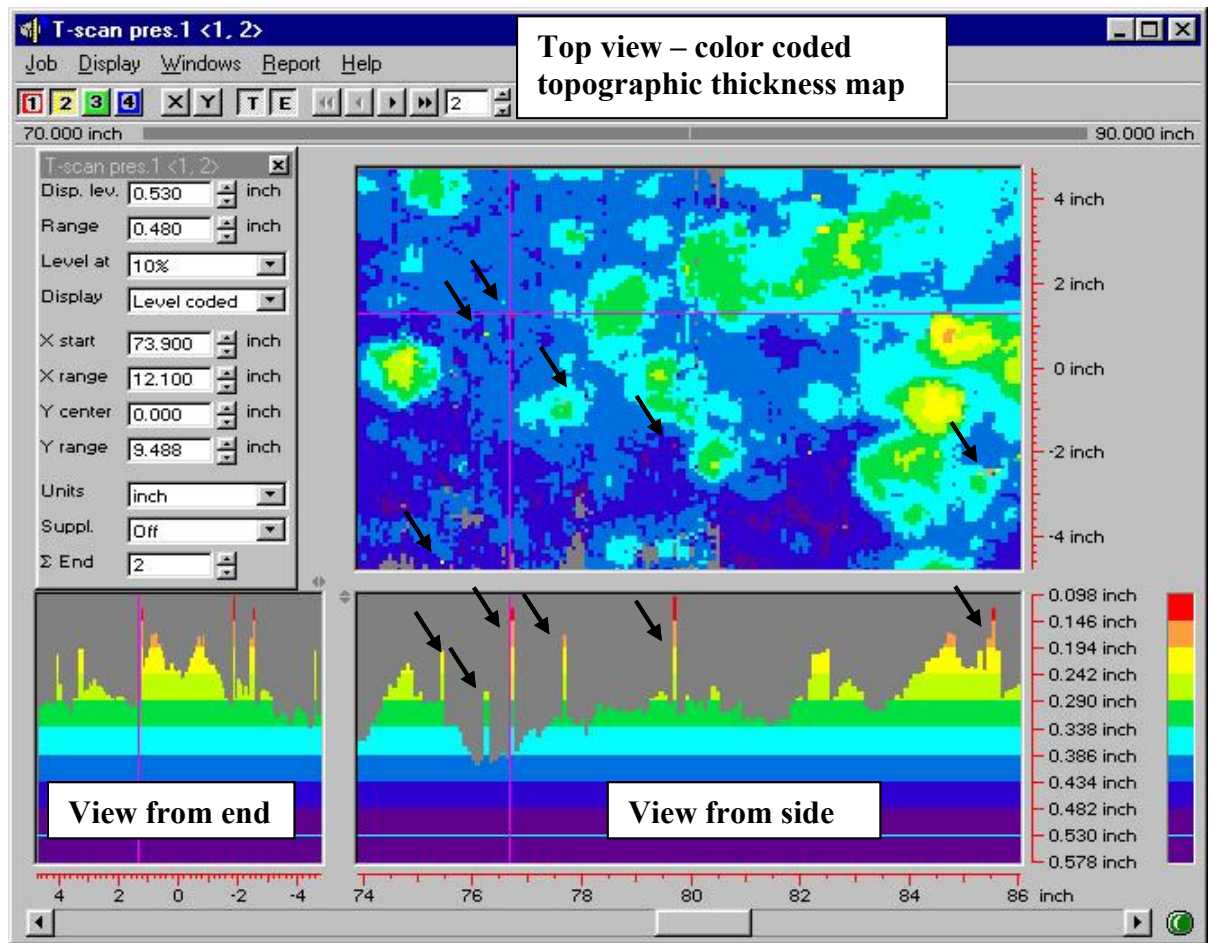 T-scan pres.1 <1, 2>
Top view – color coded
topographic thickness map
Job Display Windows Report Help
1 2 3 4 X Y T E 2
70.000 inch 90.000 inch
T-scan pres.1 <1, 2>
Disp. lev. 0.530 inch
Range 0.480 inch
Level at 10%
Display Level coded
X start 73.900 inch
X range 12.100 inch
Y center 0.000 inch
Y range 9.488 inch
Units inch
Suppl. Off
Σ End 2
4 inch
2 inch
0 inch
-2 inch
-4 inch
0.098 inch
0.146 inch
0.194 inch
0.242 inch
0.290 inch
0.338 inch
0.386 inch
0.434 inch
0.482 inch
0.530 inch
0.578 inch
View from end
View from side
4 2 0 -2 -4
74 76 78 80 82 84 86 inch